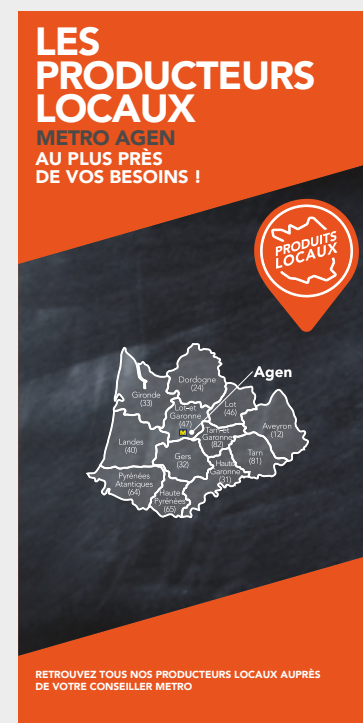 LES
PRODUCTEURS
LOCAUX
METRO AGEN
AU PLUS PRÈS
DE VOS BESOINS !
PRODUITS
LOCAUX
Agen
Dordogne
(24)
Gironde
(33)
Lot-et
Garonne
(47)
Lot
(46)
M
Aveyron
(12)
Tarn-et
Garonne
(82)
Landes
(40)
Gers
(32)
Tarn
(81)
Haute
Garonne
(31)
Pyrénées
Atantiques
(64)
Haute
Pyrénées
(65)
RETROUVEZ TOUS NOS PRODUCTEURS LOCAUX AUPRÈS
DE VOTRE CONSEILLER METRO